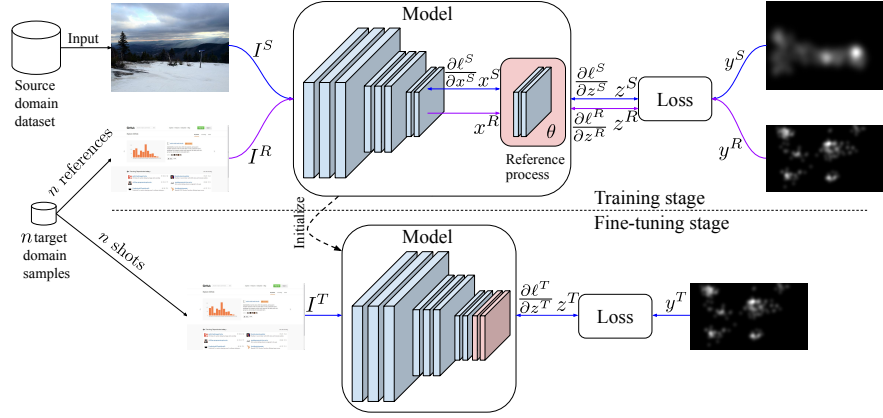 Model
Input
I^S
Source
domain
dataset
∂ℓ^S/∂x^S x^S
x^R
θ
Reference
process
∂ℓ^S/∂z^S z^S
∂ℓ^R/∂z^R z^R
Loss
y^S
y^R
I^R
n references
Training stage
Fine-tuning stage
Initialize
n target
domain
samples
n shots
Model
I^T
∂ℓ^T/∂z^T z^T
Loss
y^T